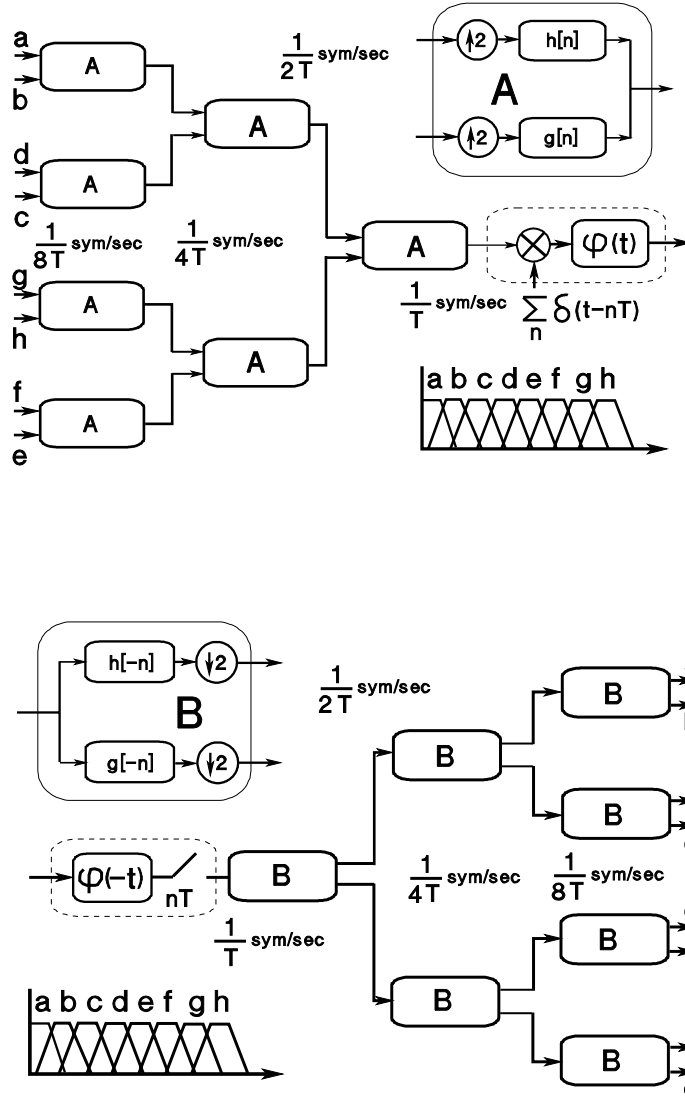 a
A
b
d
A
c
g
A
h
f
A
e
A
A
A
1/8T sym/sec
1/4T sym/sec
1/2T sym/sec
1/T sym/sec
↑2
h[n]
A
↑2
g[n]
φ(t)
∑ δ(t-nT)
n
a b c d e f g h
h[-n]
↓2
B
g[-n]
↓2
φ(-t)
nT
B
1/T sym/sec
1/2T sym/sec
B
B
1/4T sym/sec
1/8T sym/sec
B
B
B
B
a b c d e f g h